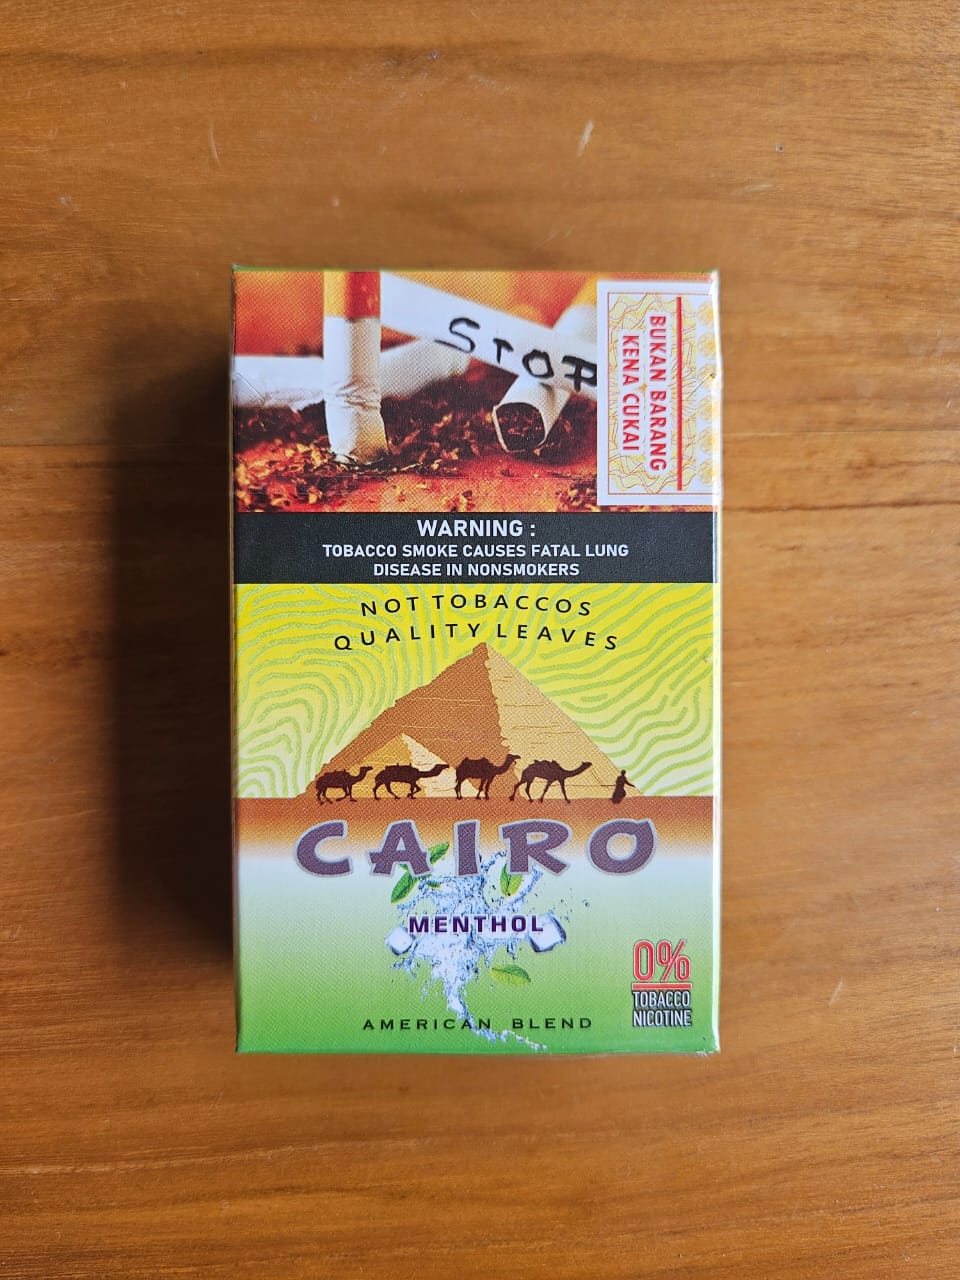 STOP
BUKAN BARANG
KENA CUKAI
WARNING :
TOBACCO SMOKE CAUSES FATAL LUNG
DISEASE IN NONSMOKERS
NOT TOBACCOS
QUALITY LEAVES
CAIRO
MENTHOL
0%
TOBACCO
NICOTINE
AMERICAN BLEND